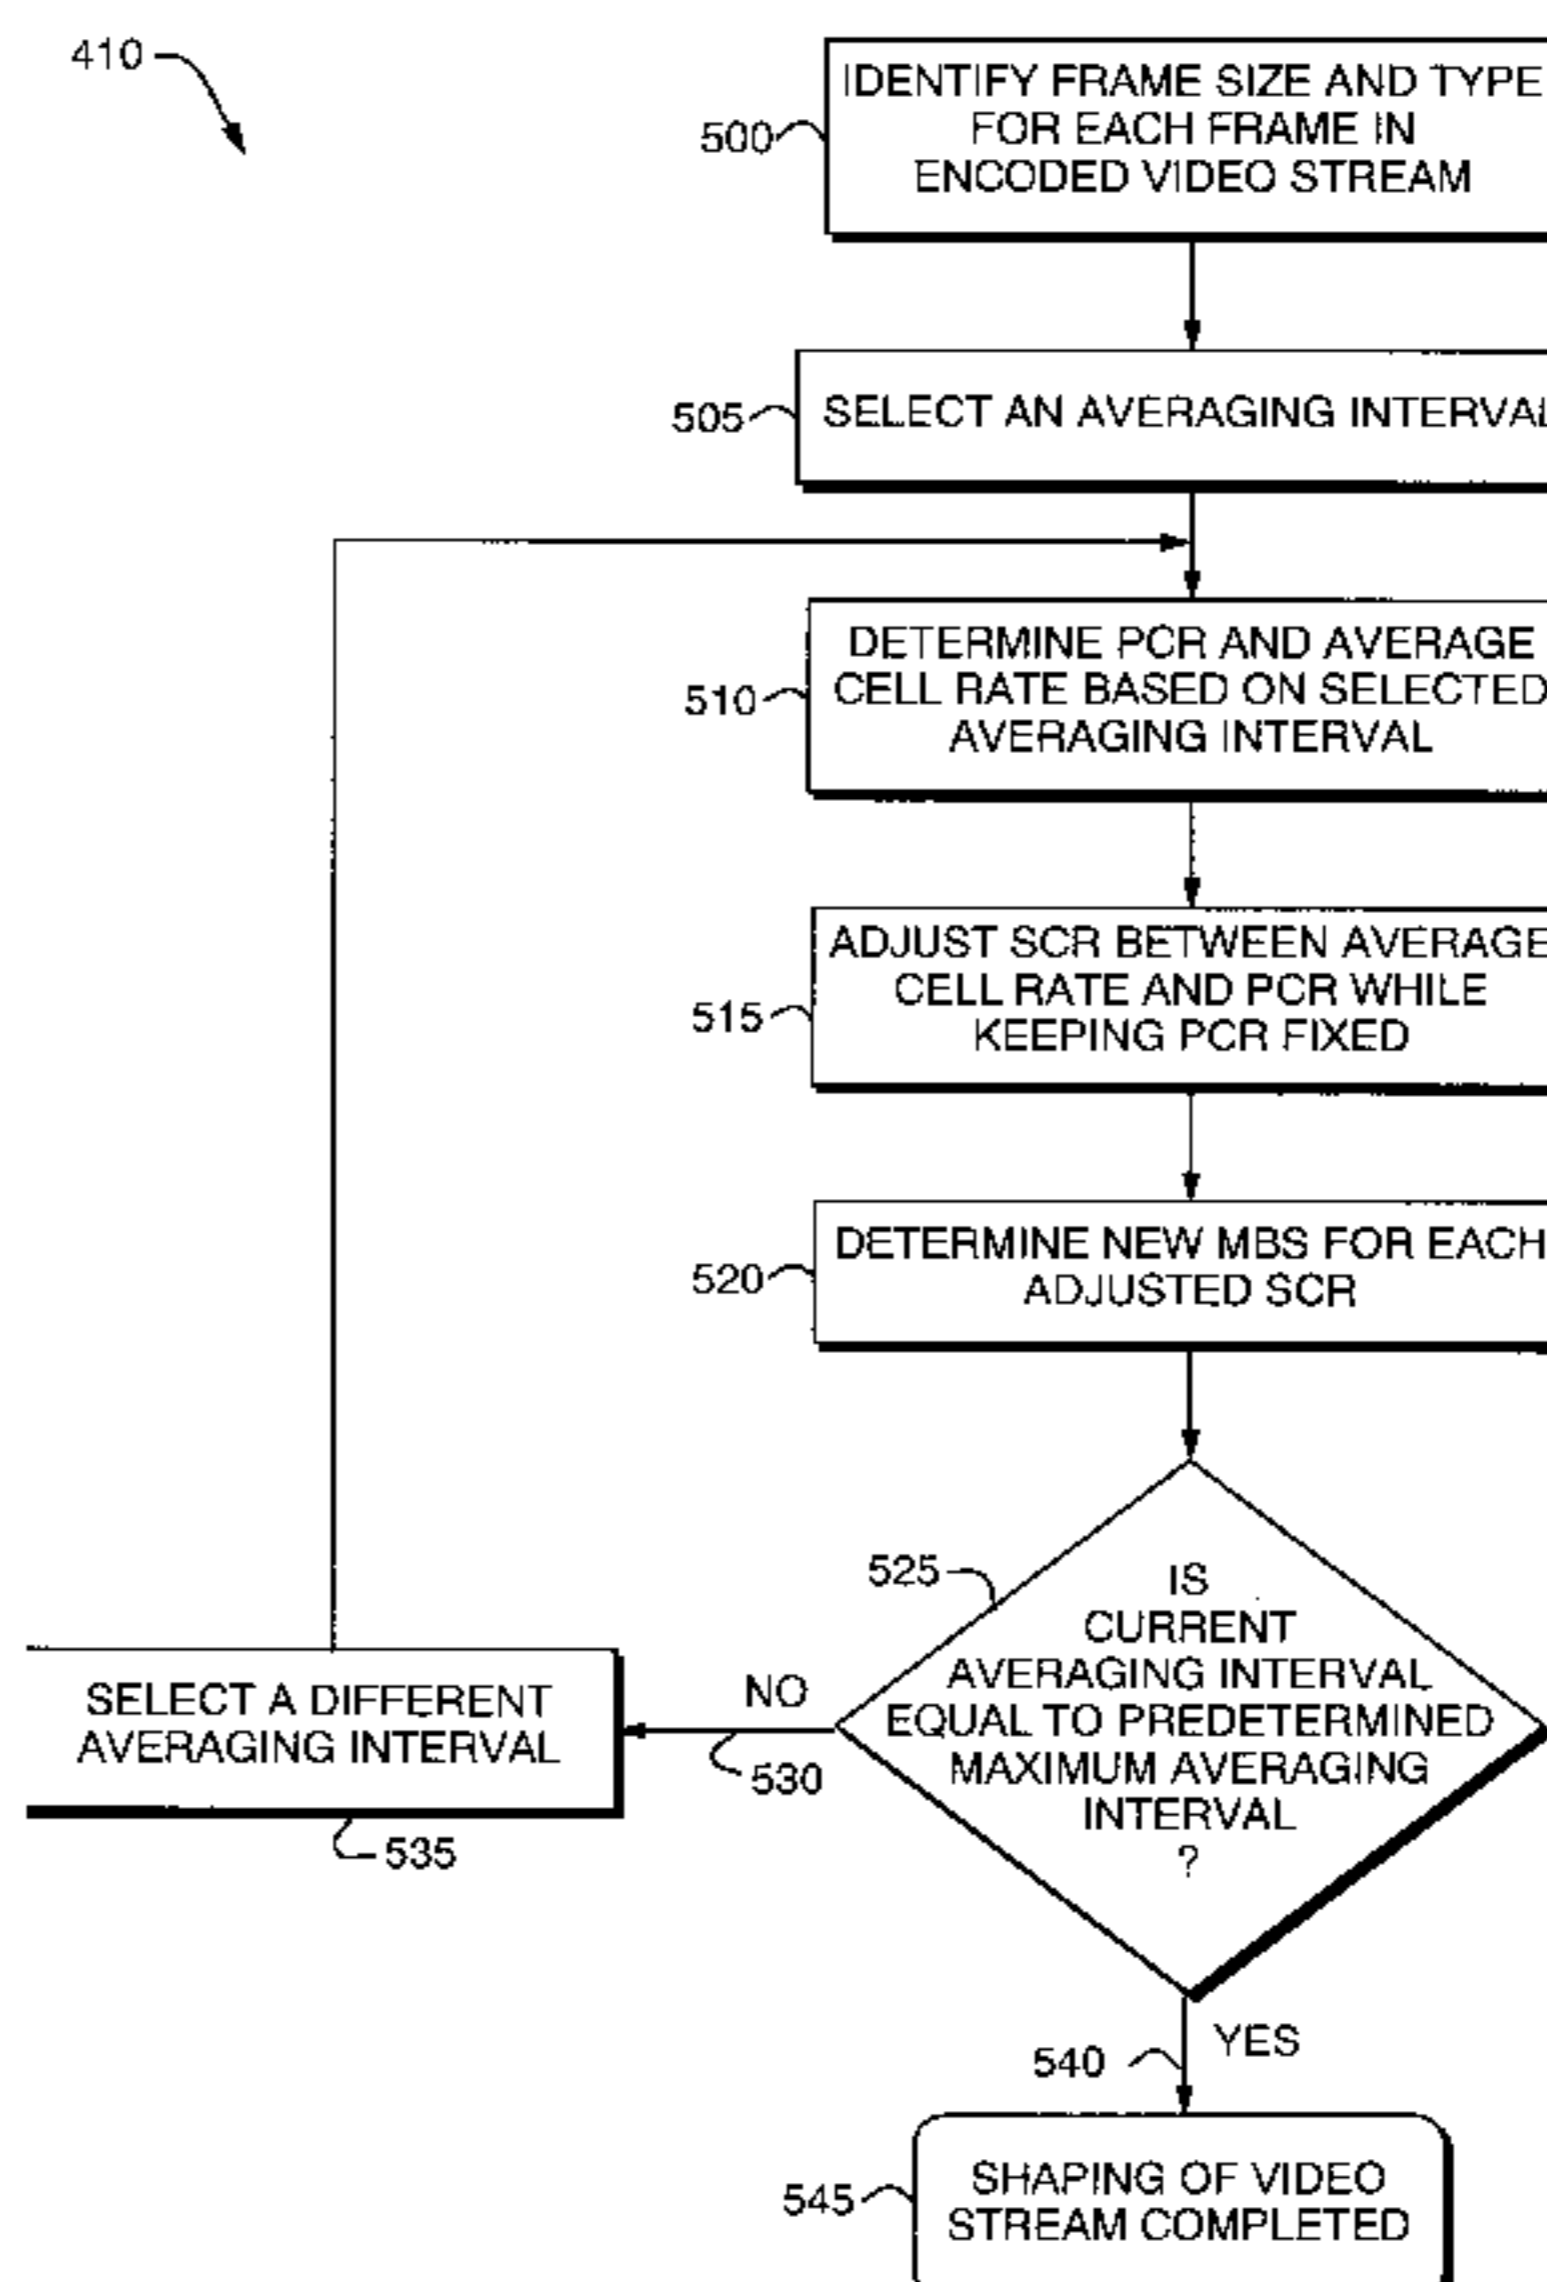 410
500
IDENTIFY FRAME SIZE AND TYPE
FOR EACH FRAME IN
ENCODED VIDEO STREAM
505
SELECT AN AVERAGING INTERVAL
510
DETERMINE PCR AND AVERAGE
CELL RATE BASED ON SELECTED
AVERAGING INTERVAL
515
ADJUST SCR BETWEEN AVERAGE
CELL RATE AND PCR WHILE
KEEPING PCR FIXED
520
DETERMINE NEW MBS FOR EACH
ADJUSTED SCR
525
IS
CURRENT
AVERAGING INTERVAL
EQUAL TO PREDETERMINED
MAXIMUM AVERAGING
INTERVAL
?
NO
530
SELECT A DIFFERENT
AVERAGING INTERVAL
535
YES
540
545
SHAPING OF VIDEO
STREAM COMPLETED